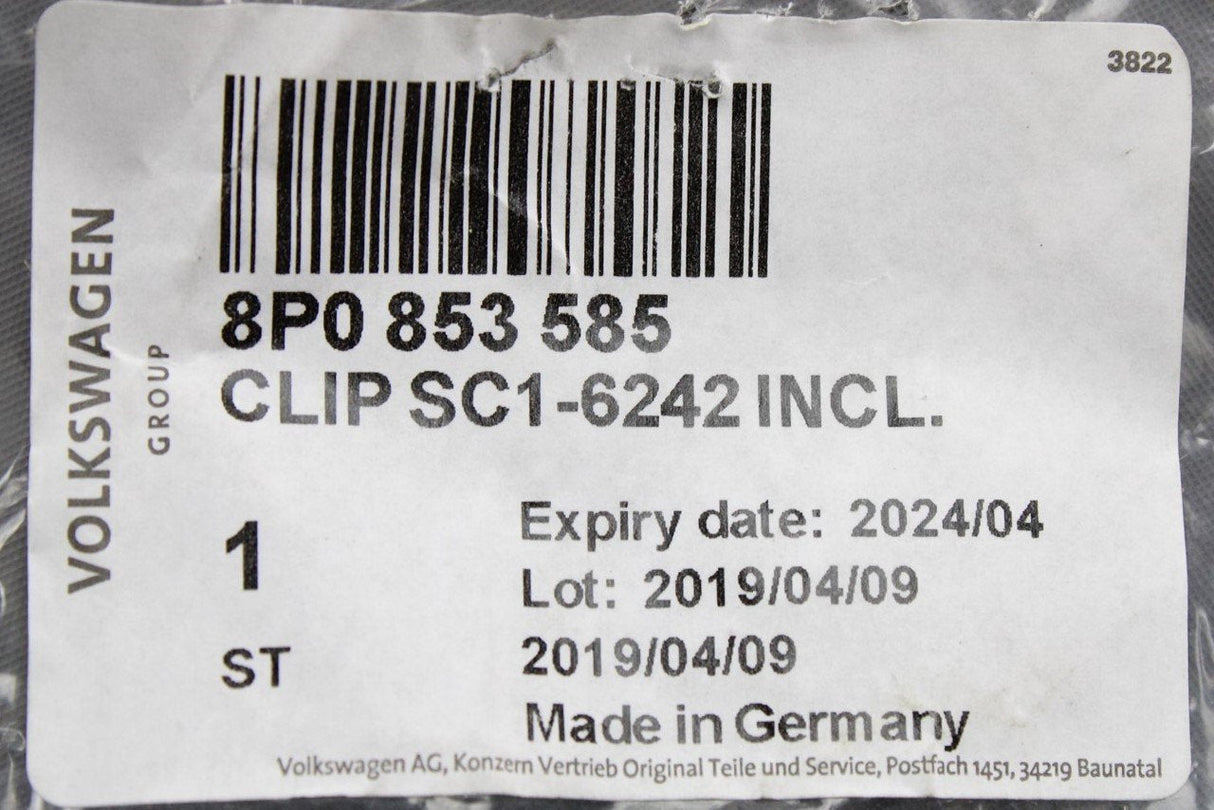 3822
VOLKSWAGEN
GROUP
8P0 853 585
CLIP SC1-6242 INCL.
1
ST
Expiry date: 2024/04
Lot: 2019/04/09
2019/04/09
Made in Germany
Volkswagen AG, Konzern Vertrieb Original Teile und Service, Postfach 1451, 34219 Baunatal